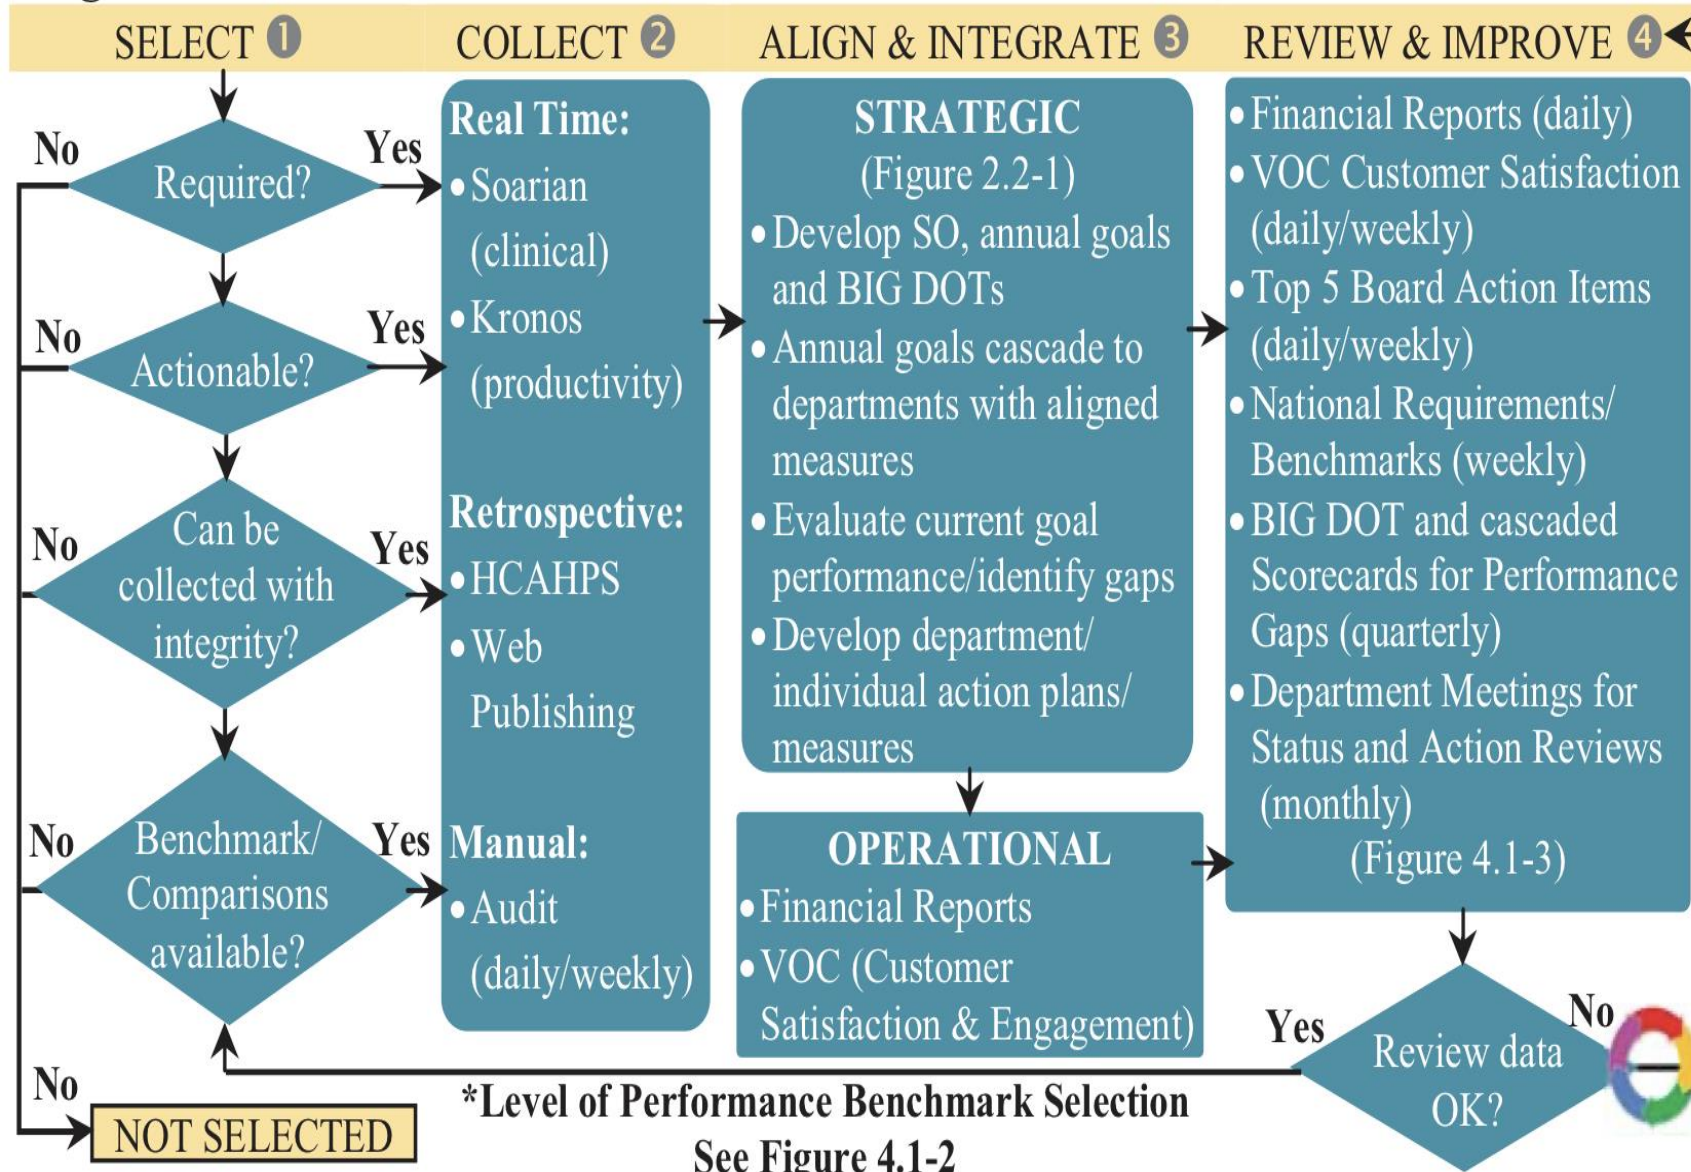 SELECT ❶
COLLECT ❷
ALIGN & INTEGRATE ❸
REVIEW & IMPROVE ❹
No
Required?
Yes
No
Actionable?
Yes
No
Can be
collected with
integrity?
Yes
No
Benchmark/
Comparisons
available?
Yes
No
NOT SELECTED
Real Time:
• Soarian
(clinical)
• Kronos
(productivity)
Retrospective:
• HCAHPS
• Web
Publishing
Manual:
• Audit
(daily/weekly)
STRATEGIC
(Figure 2.2-1)
• Develop SO, annual goals
and BIG DOTs
• Annual goals cascade to
departments with aligned
measures
• Evaluate current goal
performance/identify gaps
• Develop department/
individual action plans/
measures
OPERATIONAL
• Financial Reports
• VOC (Customer
Satisfaction & Engagement)
• Financial Reports (daily)
• VOC Customer Satisfaction
(daily/weekly)
• Top 5 Board Action Items
(daily/weekly)
• National Requirements/
Benchmarks (weekly)
• BIG DOT and cascaded
Scorecards for Performance
Gaps (quarterly)
• Department Meetings for
Status and Action Reviews
(monthly)
(Figure 4.1-3)
Yes
Review data
OK?
No
*Level of Performance Benchmark Selection
See Figure 4.1-2